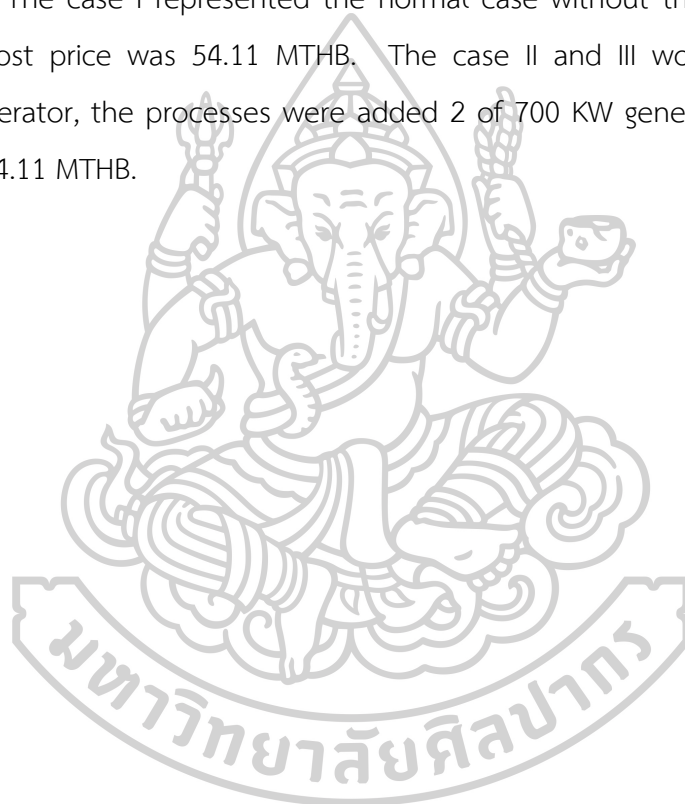 The case I represented the normal case without th
ost price was 54.11 MTHB. The case II and III wo
erator, the processes were added 2 of 700 KW gene
4.11 MTHB.
มหาวิทยาลัยศิลปากร